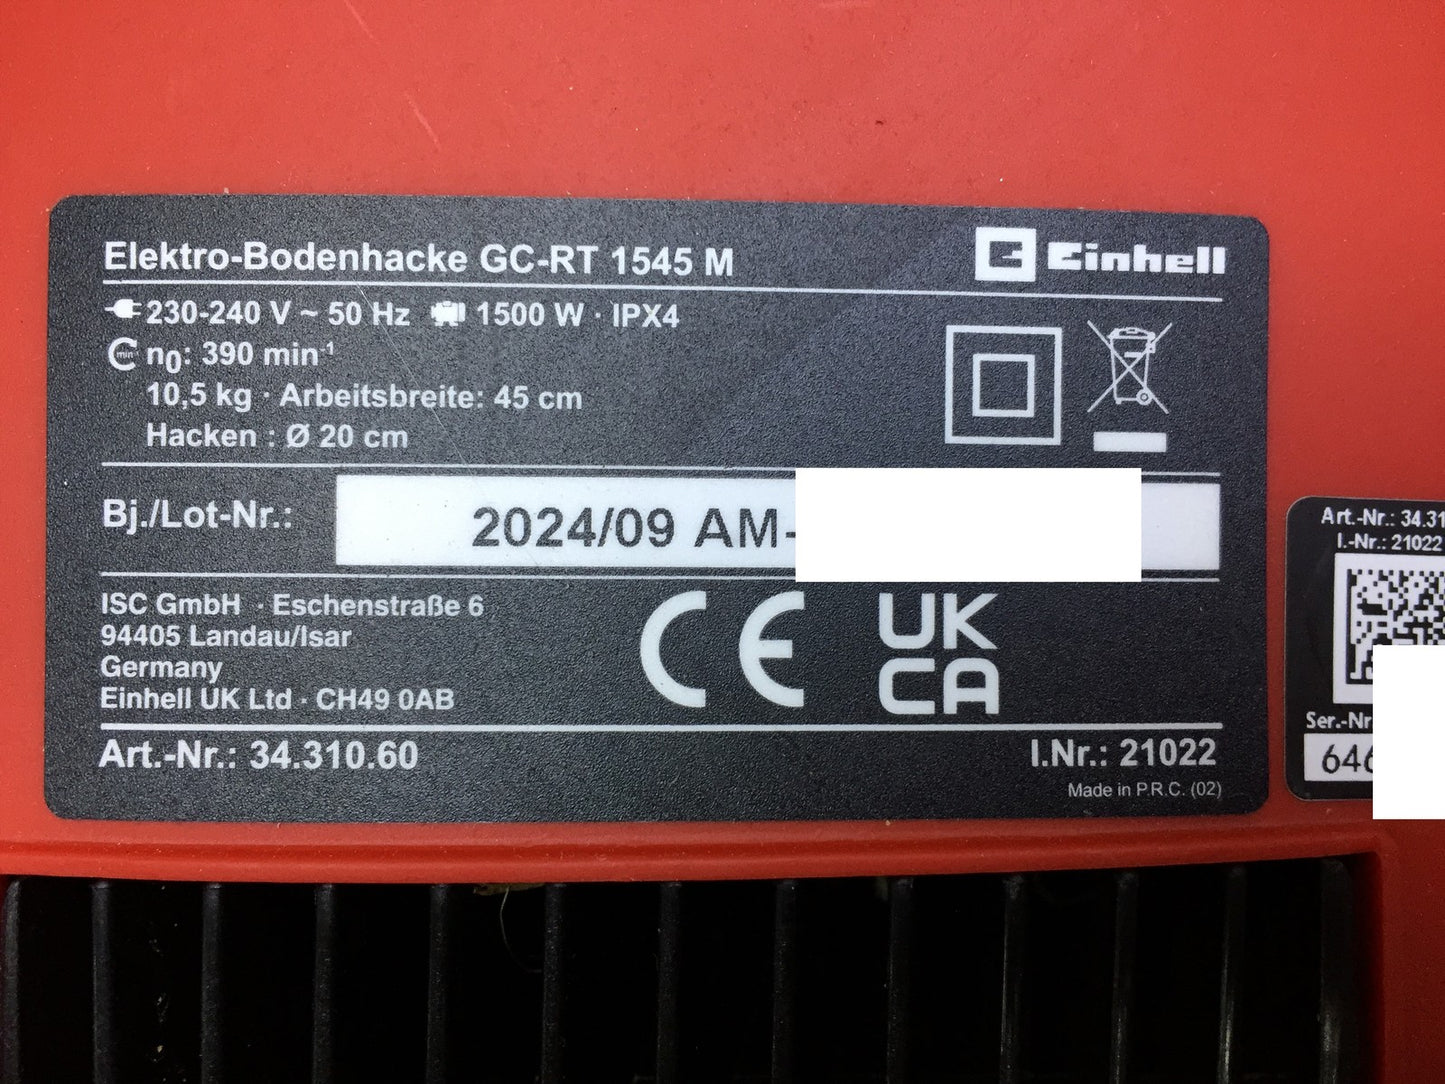 Elektro-Bodenhacke GC-RT 1545 M
Einhell
230-240 V ~ 50 Hz 1500 W · IPX4
min⁻¹ n₀: 390 min⁻¹
10,5 kg · Arbeitsbreite: 45 cm
Hacken : Ø 20 cm
Bj./Lot-Nr.: 2024/09 AM-
ISC GmbH · Eschenstraße 6
94405 Landau/Isar
Germany
Einhell UK Ltd · CH49 0AB
CE
UK
CA
Art.-Nr.: 34.310.60
I.Nr.: 21022
Made in P.R.C. (02)
Art.-Nr.: 34.31
I.-Nr.: 21022
Ser.-Nr
646